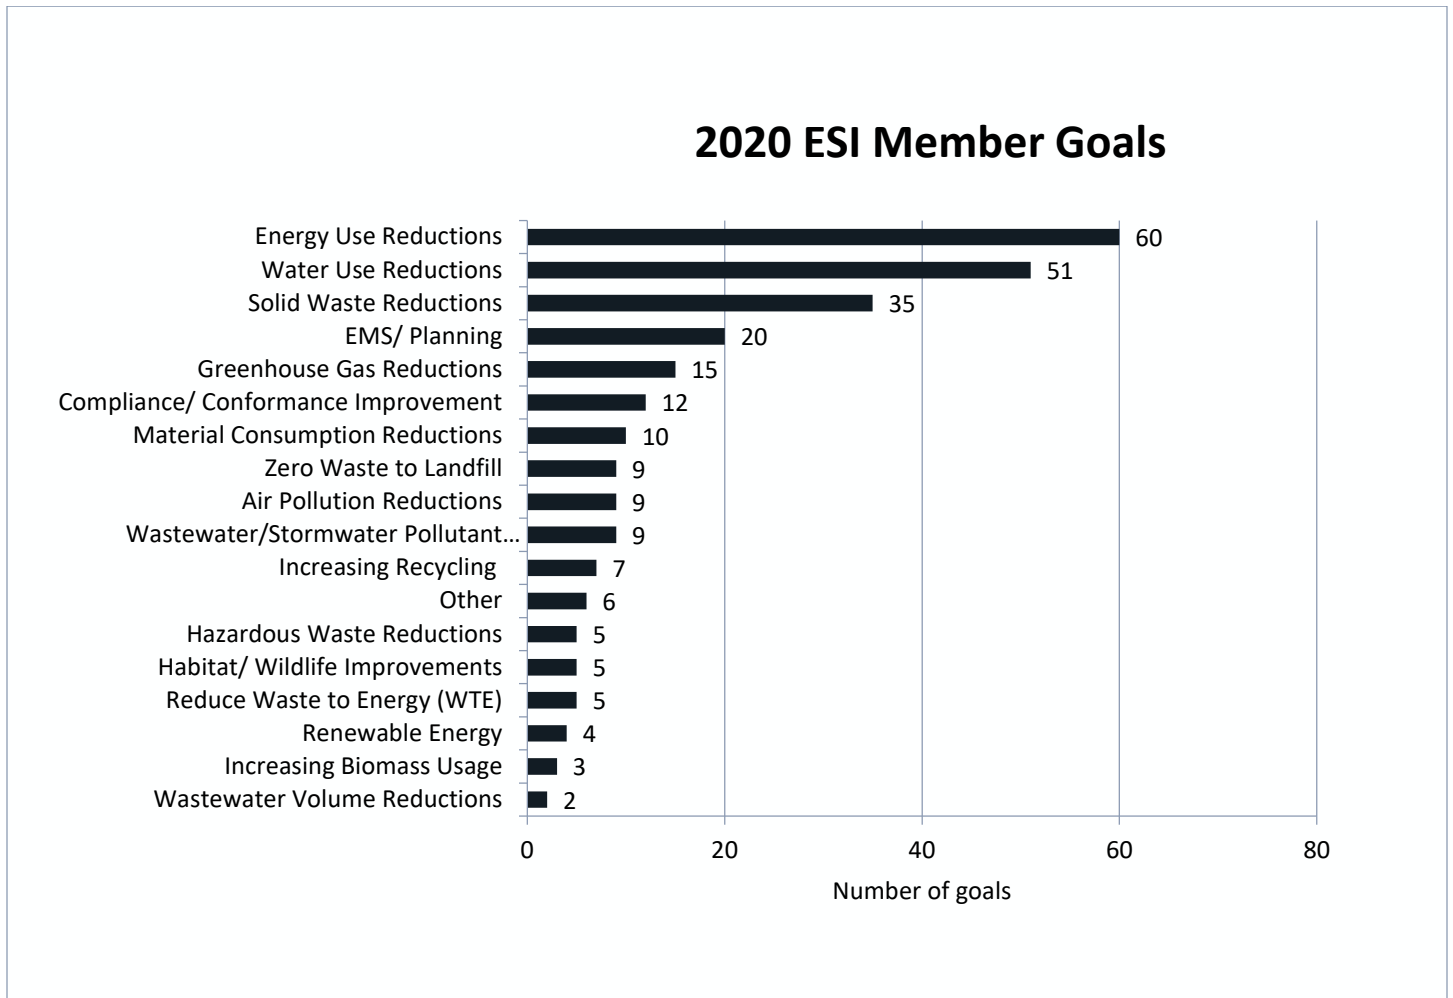 2020 ESI Member Goals
Energy Use Reductions 60
Water Use Reductions 51
Solid Waste Reductions 35
EMS/ Planning 20
Greenhouse Gas Reductions 15
Compliance/ Conformance Improvement 12
Material Consumption Reductions 10
Zero Waste to Landfill 9
Air Pollution Reductions 9
Wastewater/Stormwater Pollutant... 9
Increasing Recycling 7
Other 6
Hazardous Waste Reductions 5
Habitat/ Wildlife Improvements 5
Reduce Waste to Energy (WTE) 5
Renewable Energy 4
Increasing Biomass Usage 3
Wastewater Volume Reductions 2
0 20 40 60 80
Number of goals